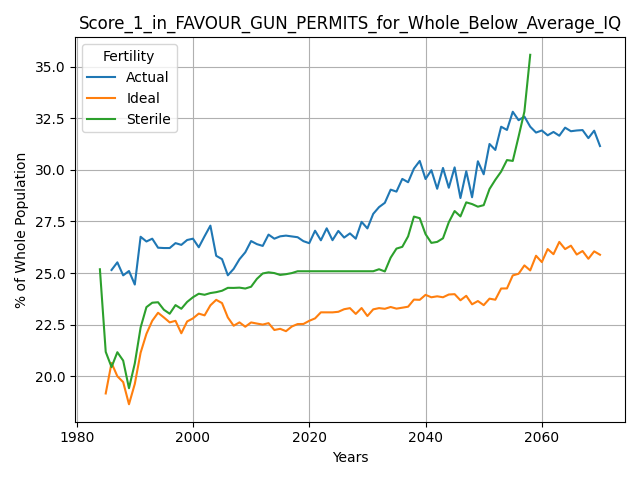 Score_1_in_FAVOUR_GUN_PERMITS_for_Whole_Below_Average_IQ
Fertility
Actual
Ideal
Sterile
% of Whole Population
35.0
32.5
30.0
27.5
25.0
22.5
20.0
1980
2000
2020
2040
2060
Years